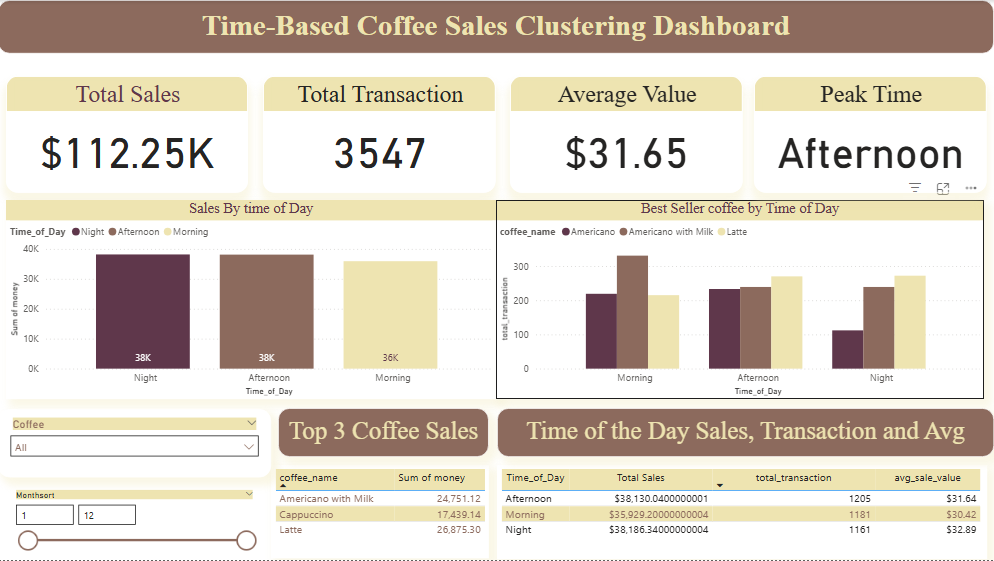 Time-Based Coffee Sales Clustering Dashboard
Total Sales
$112.25K
Total Transaction
3547
Average Value
$31.65
Peak Time
Afternoon
Sales By time of Day
Time_of_Day Night Afternoon Morning
Sum of money
40K
30K
20K
10K
0K
38K
38K
36K
Night Afternoon Morning
Time_of_Day
Best Seller coffee by Time of Day
coffee_name Americano Americano with Milk Latte
total_transaction
300
200
100
0
Morning Afternoon Night
Time_of_Day
Coffee
All
Monthsort
1 12
Top 3 Coffee Sales
coffee_name Sum of money
Americano with Milk 24,751.12
Cappuccino 17,439.14
Latte 26,875.30
Time of the Day Sales, Transaction and Avg
Time_of_Day Total Sales total_transaction avg_sale_value
Afternoon $38,130.0400000001 1205 $31.64
Morning $35,929.20000000004 1181 $30.42
Night $38,186.34000000004 1161 $32.89